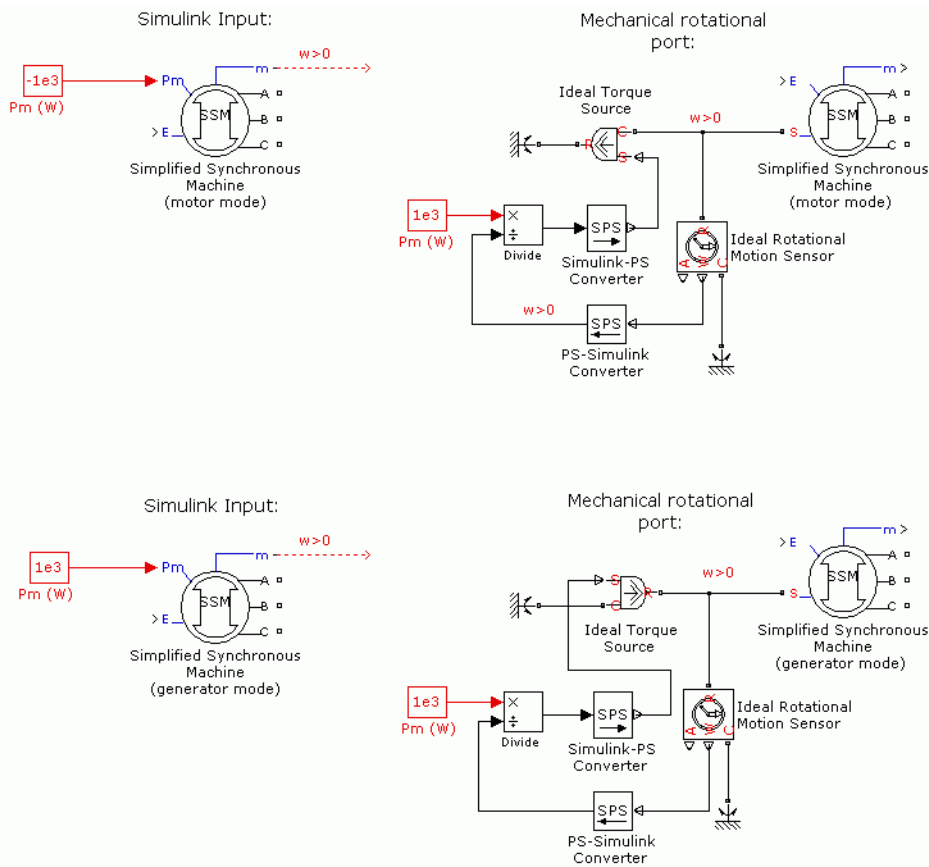 Simulink Input:
-1e3
Pm (W)
Pm
m
w>0
SSM
A
B
C
>E
Simplified Synchronous
Machine
(motor mode)
Mechanical rotational
port:
Ideal Torque
Source
R
C
S
w>0
>E
m>
S
SSM
A
B
C
Simplified Synchronous
Machine
(motor mode)
1e3
Pm (W)
×
÷
Divide
SPS
Simulink-PS
Converter
R
A
W
C
Ideal Rotational
Motion Sensor
w>0
SPS
PS-Simulink
Converter
Simulink Input:
1e3
Pm (W)
Pm
m
w>0
SSM
A
B
C
>E
Simplified Synchronous
Machine
(generator mode)
Mechanical rotational
port:
S
C
R
Ideal Torque
Source
w>0
>E
m>
S
SSM
A
B
C
Simplified Synchronous
Machine
(generator mode)
1e3
Pm (W)
×
÷
Divide
SPS
Simulink-PS
Converter
R
A
W
C
Ideal Rotational
Motion Sensor
SPS
PS-Simulink
Converter